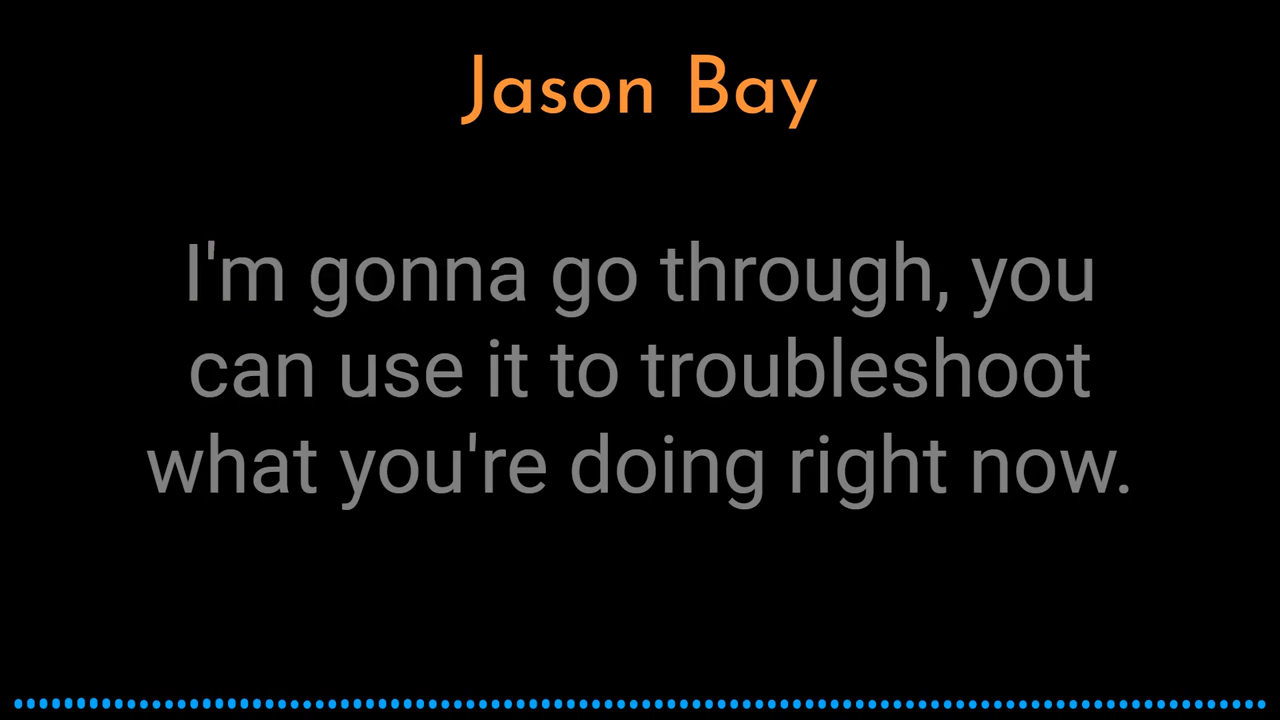 Jason Bay
I'm gonna go through, you
can use it to troubleshoot
what you're doing right now.